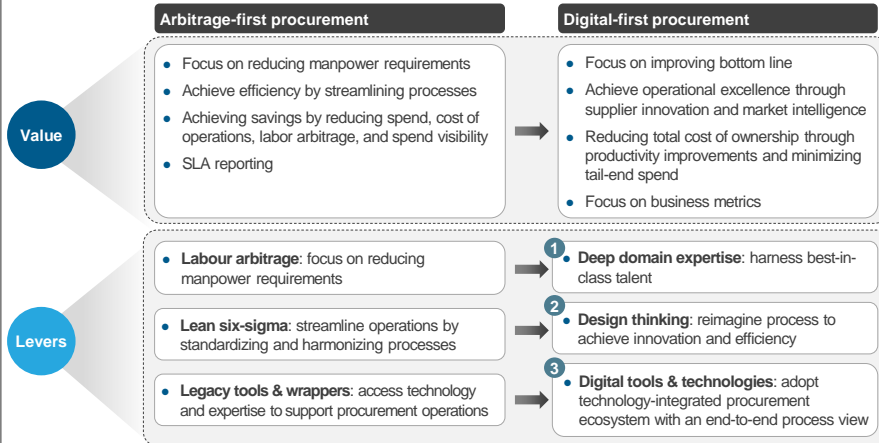 Arbitrage-first procurement
Digital-first procurement
Value
• Focus on reducing manpower requirements
• Achieve efficiency by streamlining processes
• Achieving savings by reducing spend, cost of
operations, labor arbitrage, and spend visibility
• SLA reporting
• Focus on improving bottom line
• Achieve operational excellence through
supplier innovation and market intelligence
• Reducing total cost of ownership through
productivity improvements and minimizing
tail-end spend
• Focus on business metrics
Levers
• Labour arbitrage: focus on reducing
manpower requirements
1
• Deep domain expertise: harness best-in-
class talent
• Lean six-sigma: streamline operations by
standardizing and harmonizing processes
2
• Design thinking: reimagine process to
achieve innovation and efficiency
• Legacy tools & wrappers: access technology
and expertise to support procurement operations
3
• Digital tools & technologies: adopt
technology-integrated procurement
ecosystem with an end-to-end process view